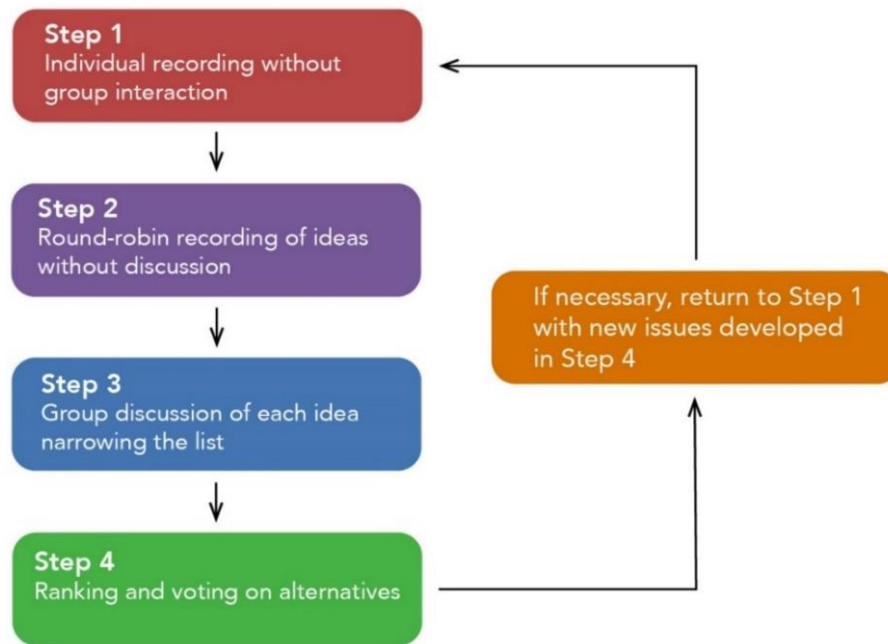 Step 1
Individual recording without
group interaction
Step 2
Round-robin recording of ideas
without discussion
Step 3
Group discussion of each idea
narrowing the list
Step 4
Ranking and voting on alternatives
If necessary, return to Step 1
with new issues developed
in Step 4